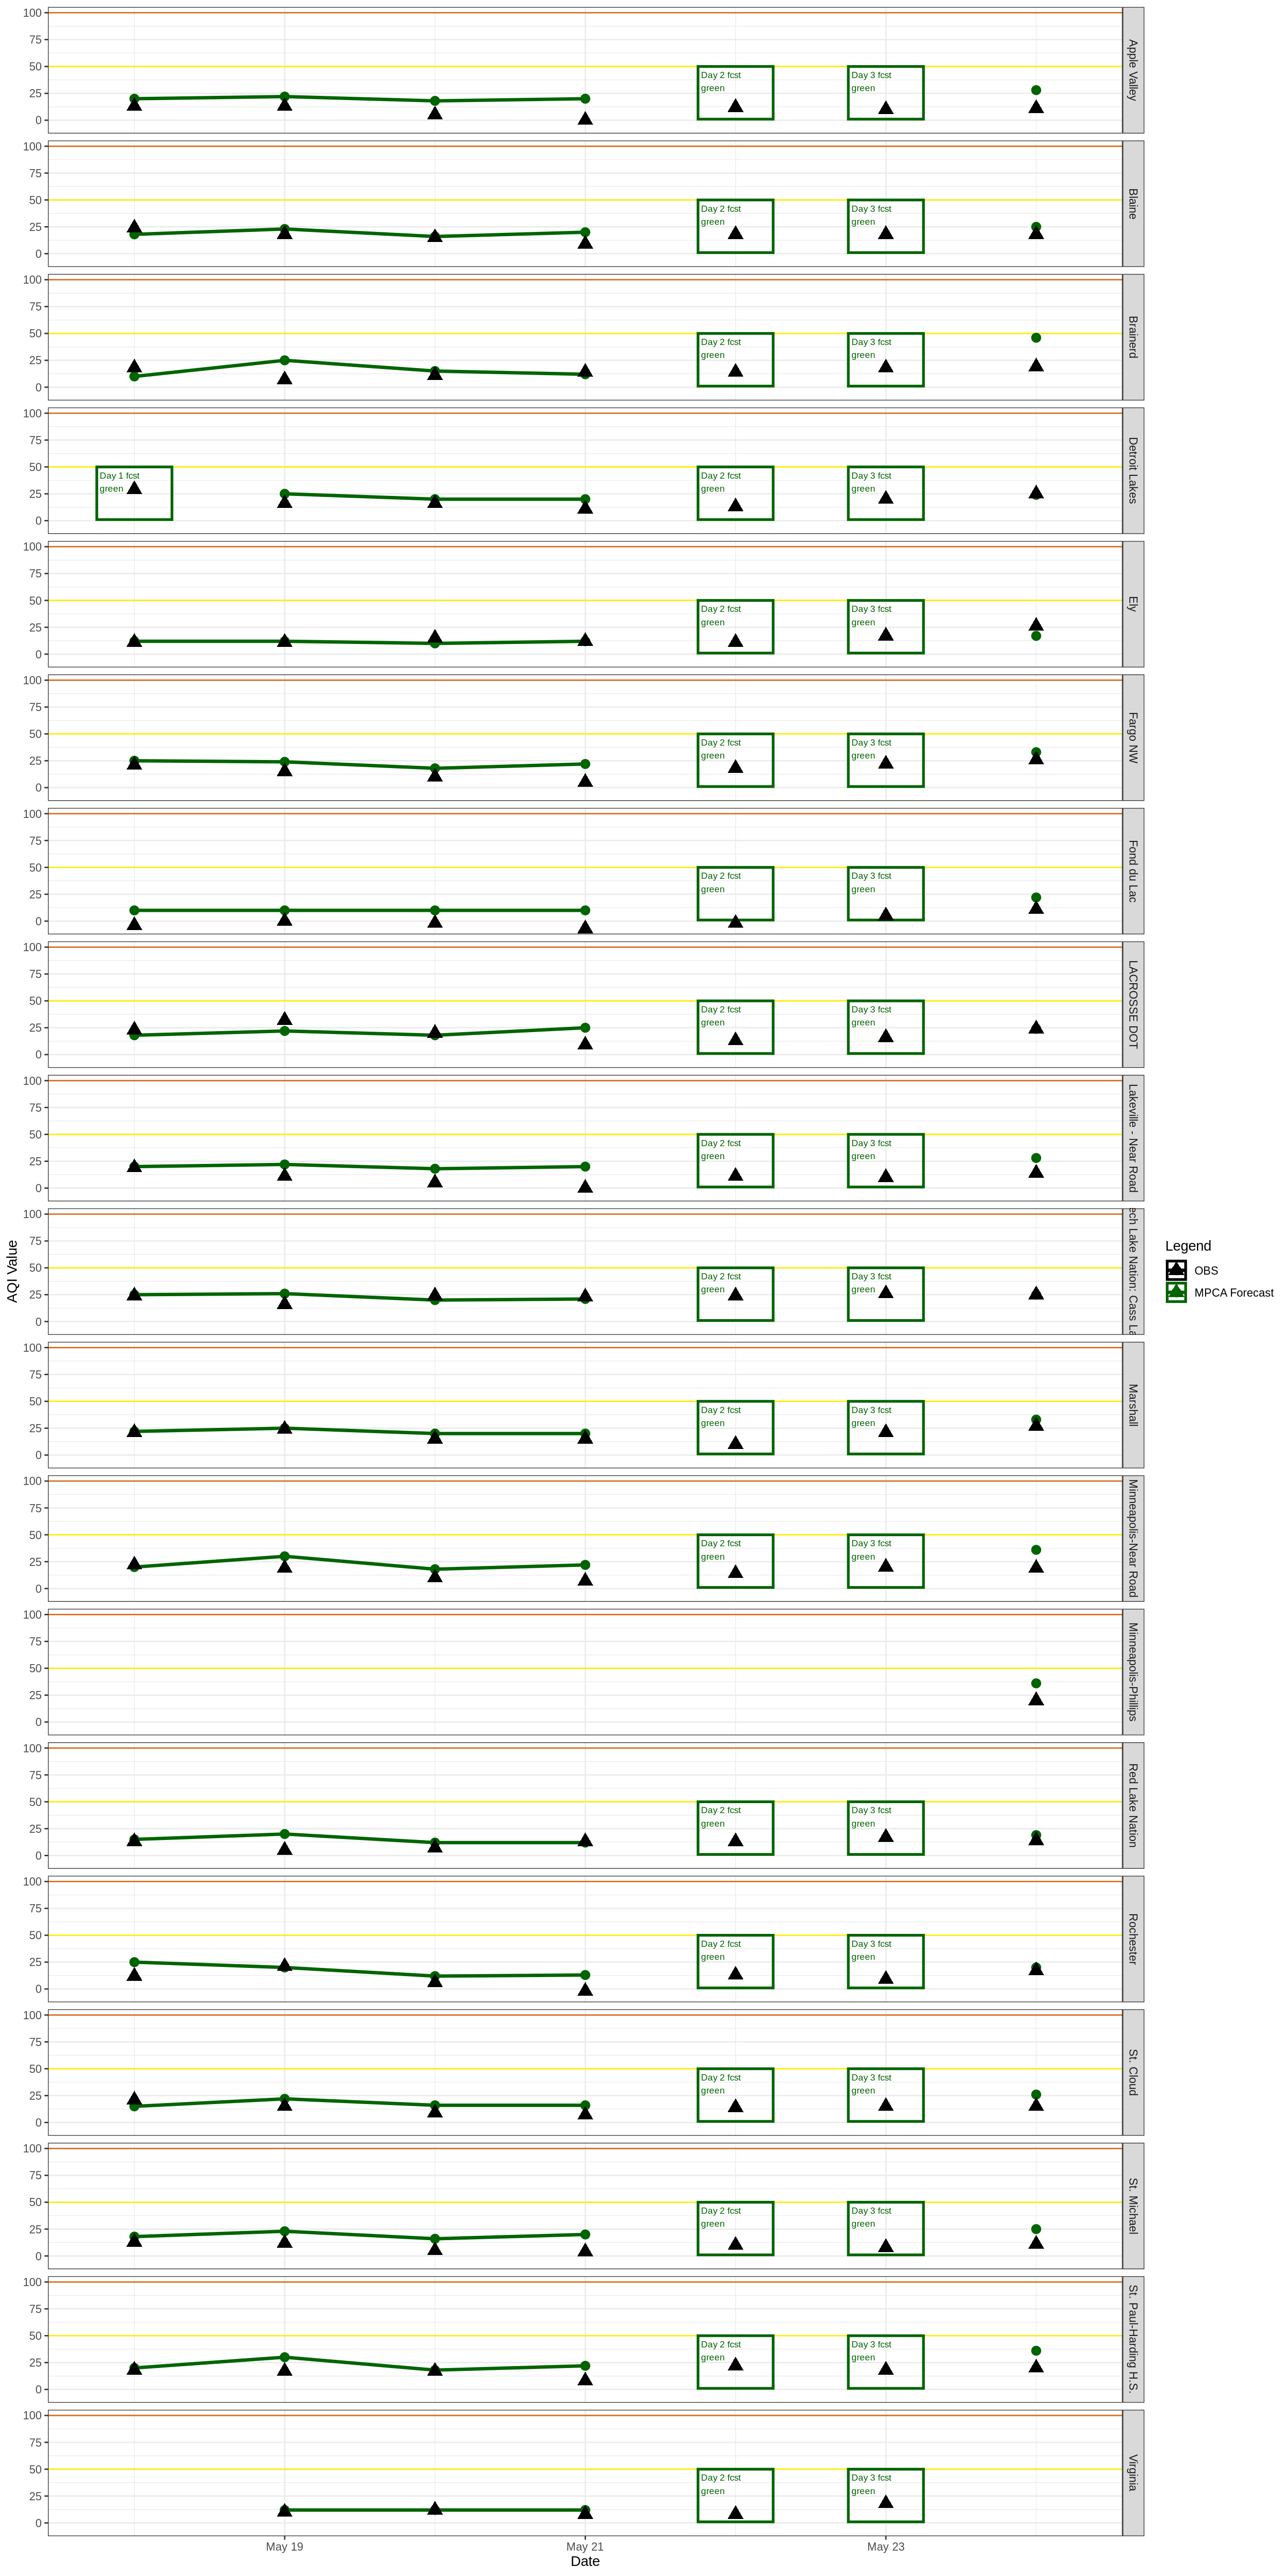 AQI Value
100
75
50
25
0
Day 2 fcst
green
Day 3 fcst
green
Apple Valley
100
75
50
25
0
Day 2 fcst
green
Day 3 fcst
green
Blaine
100
75
50
25
0
Day 2 fcst
green
Day 3 fcst
green
Brainerd
100
75
50
25
0
Day 1 fcst
green
Day 2 fcst
green
Day 3 fcst
green
Detroit Lakes
100
75
50
25
0
Day 2 fcst
green
Day 3 fcst
green
Ely
100
75
50
25
0
Day 2 fcst
green
Day 3 fcst
green
Fargo NW
100
75
50
25
0
Day 2 fcst
green
Day 3 fcst
green
Fond du Lac
100
75
50
25
0
Day 2 fcst
green
Day 3 fcst
green
LACROSSE DOT
100
75
50
25
0
Day 2 fcst
green
Day 3 fcst
green
Lakeville - Near Road
100
75
50
25
0
Day 2 fcst
green
Day 3 fcst
green
ech Lake Nation: Cass La
100
75
50
25
0
Day 2 fcst
green
Day 3 fcst
green
Marshall
100
75
50
25
0
Day 2 fcst
green
Day 3 fcst
green
Minneapolis-Near Road
100
75
50
25
0
Minneapolis-Phillips
100
75
50
25
0
Day 2 fcst
green
Day 3 fcst
green
Red Lake Nation
100
75
50
25
0
Day 2 fcst
green
Day 3 fcst
green
Rochester
100
75
50
25
0
Day 2 fcst
green
Day 3 fcst
green
St. Cloud
100
75
50
25
0
Day 2 fcst
green
Day 3 fcst
green
St. Michael
100
75
50
25
0
Day 2 fcst
green
Day 3 fcst
green
St. Paul-Harding H.S.
100
75
50
25
0
Day 2 fcst
green
Day 3 fcst
green
Virginia
May 19
May 21
May 23
Date
Legend
OBS
MPCA Forecast